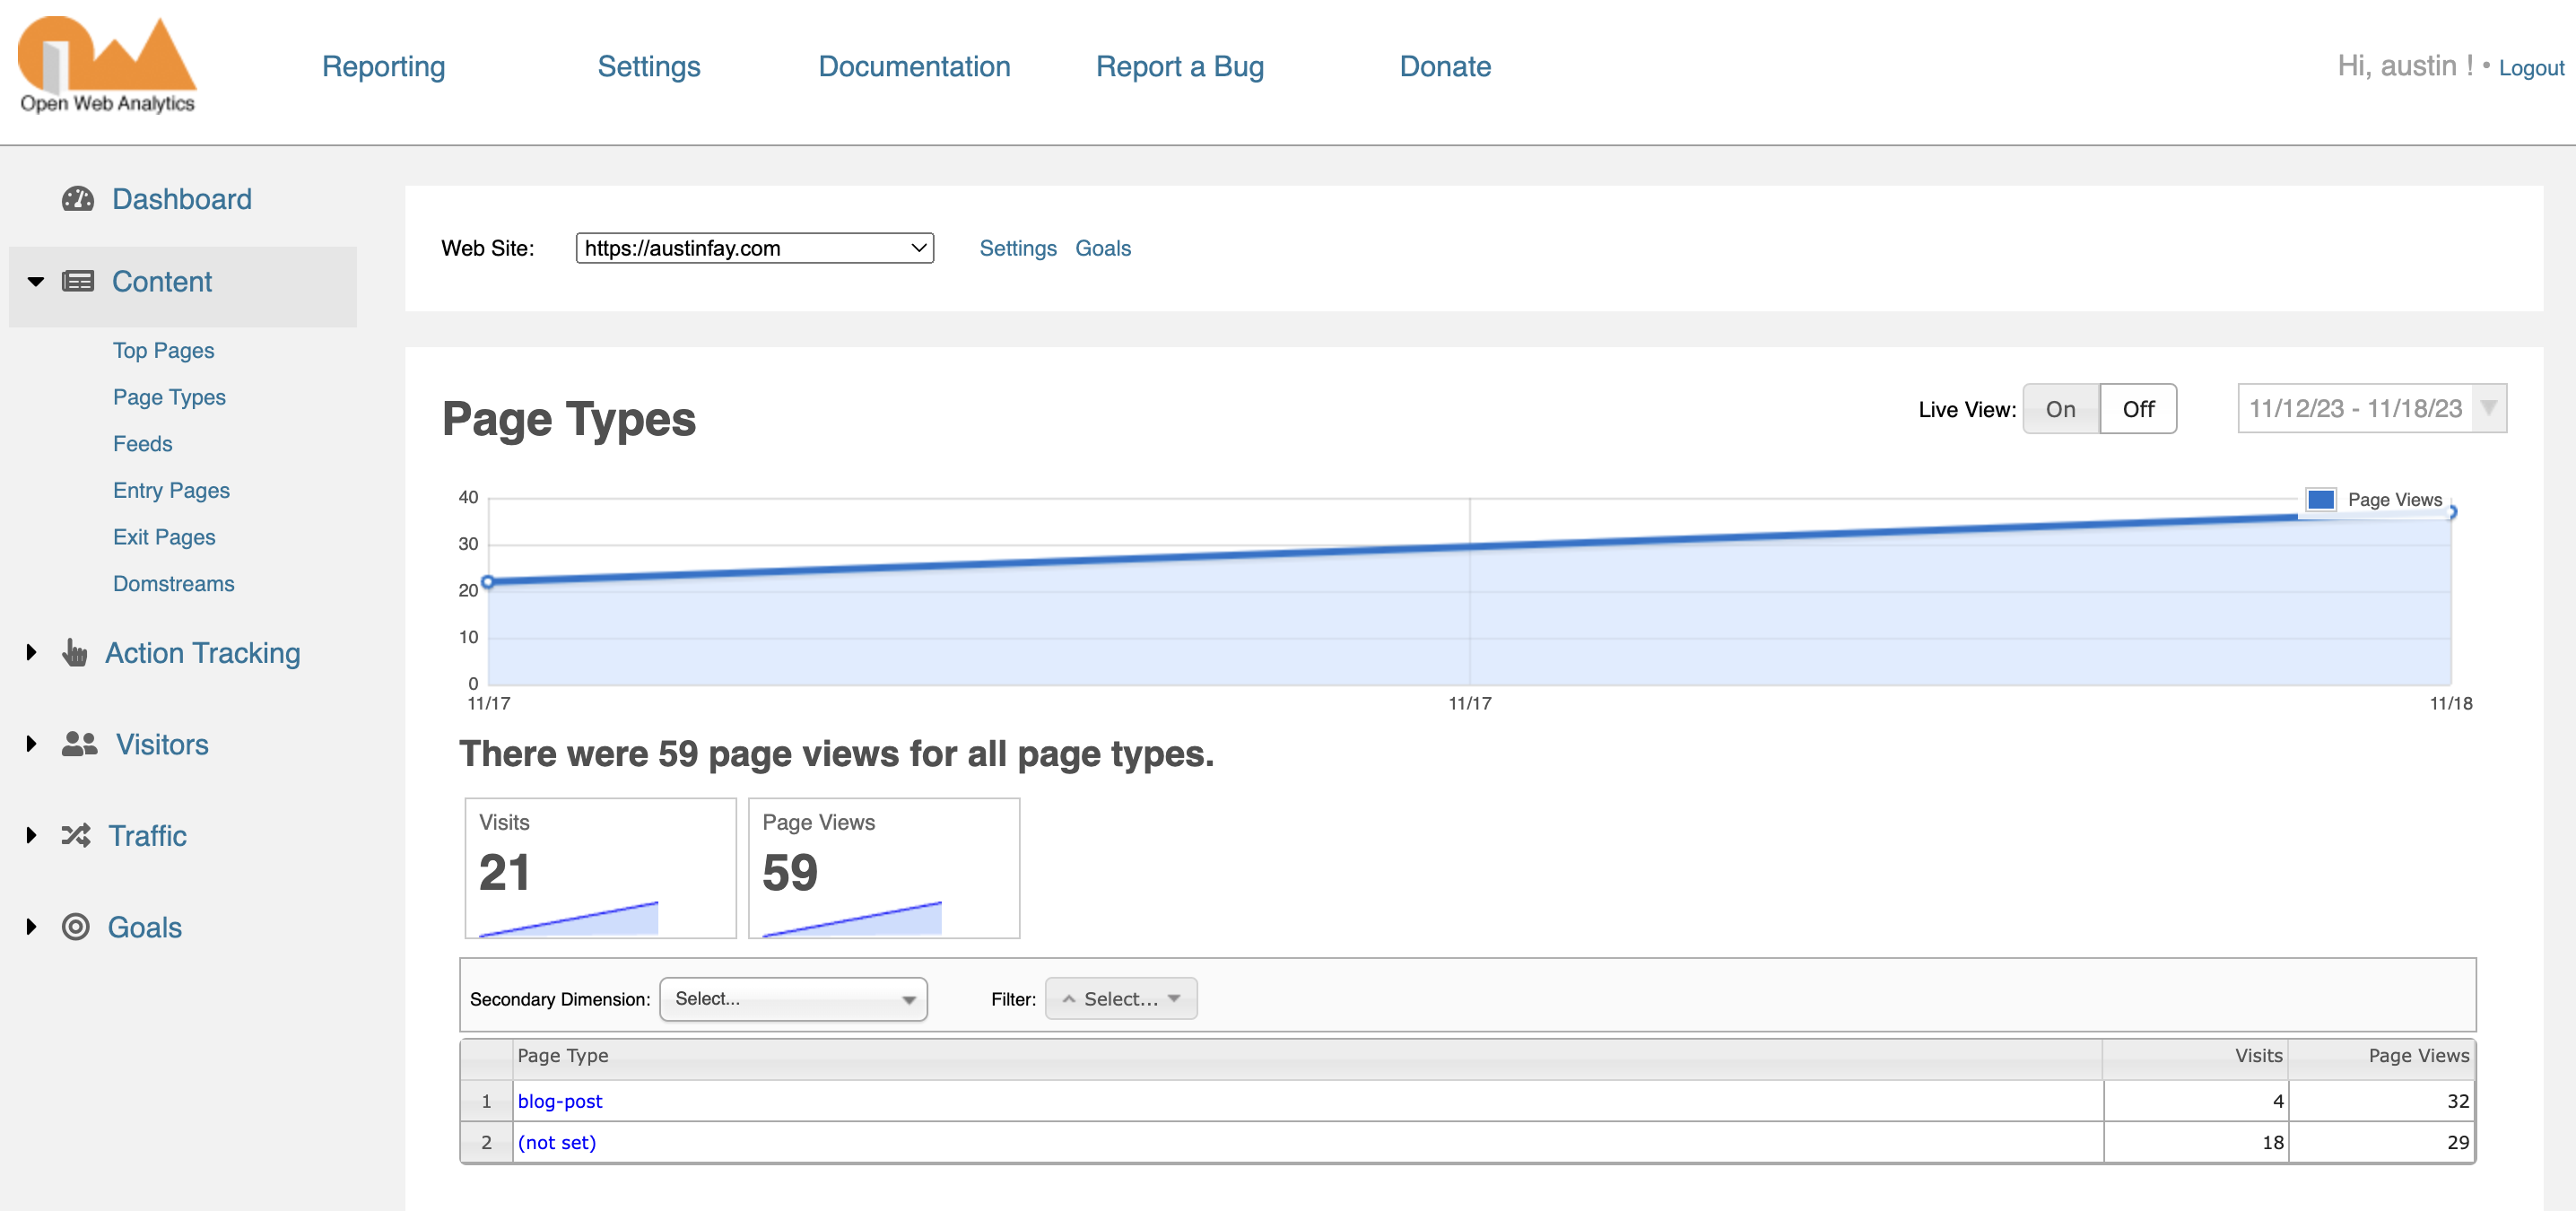 Open Web Analytics
Reporting
Settings
Documentation
Report a Bug
Donate
Hi, austin ! • Logout
Dashboard
Content
Top Pages
Page Types
Feeds
Entry Pages
Exit Pages
Domstreams
Action Tracking
Visitors
Traffic
Goals
Web Site: https://austinfay.com Settings Goals
Page Types
Live View: On Off
11/12/23 - 11/18/23
Page Views
40
30
20
10
0
11/17 11/17 11/18
There were 59 page views for all page types.
Visits
21
Page Views
59
Secondary Dimension: Select... Filter: Select...
Page Type Visits Page Views
1 blog-post 4 32
2 (not set) 18 29